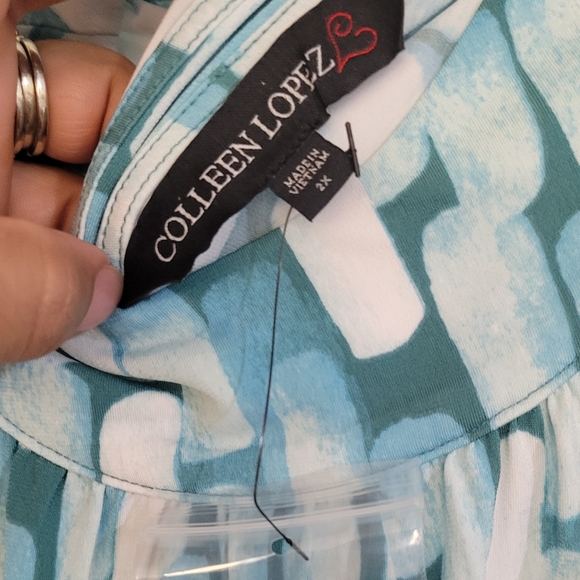 COLLEEN LOPEZ
MADE IN
VIETNAM
2X